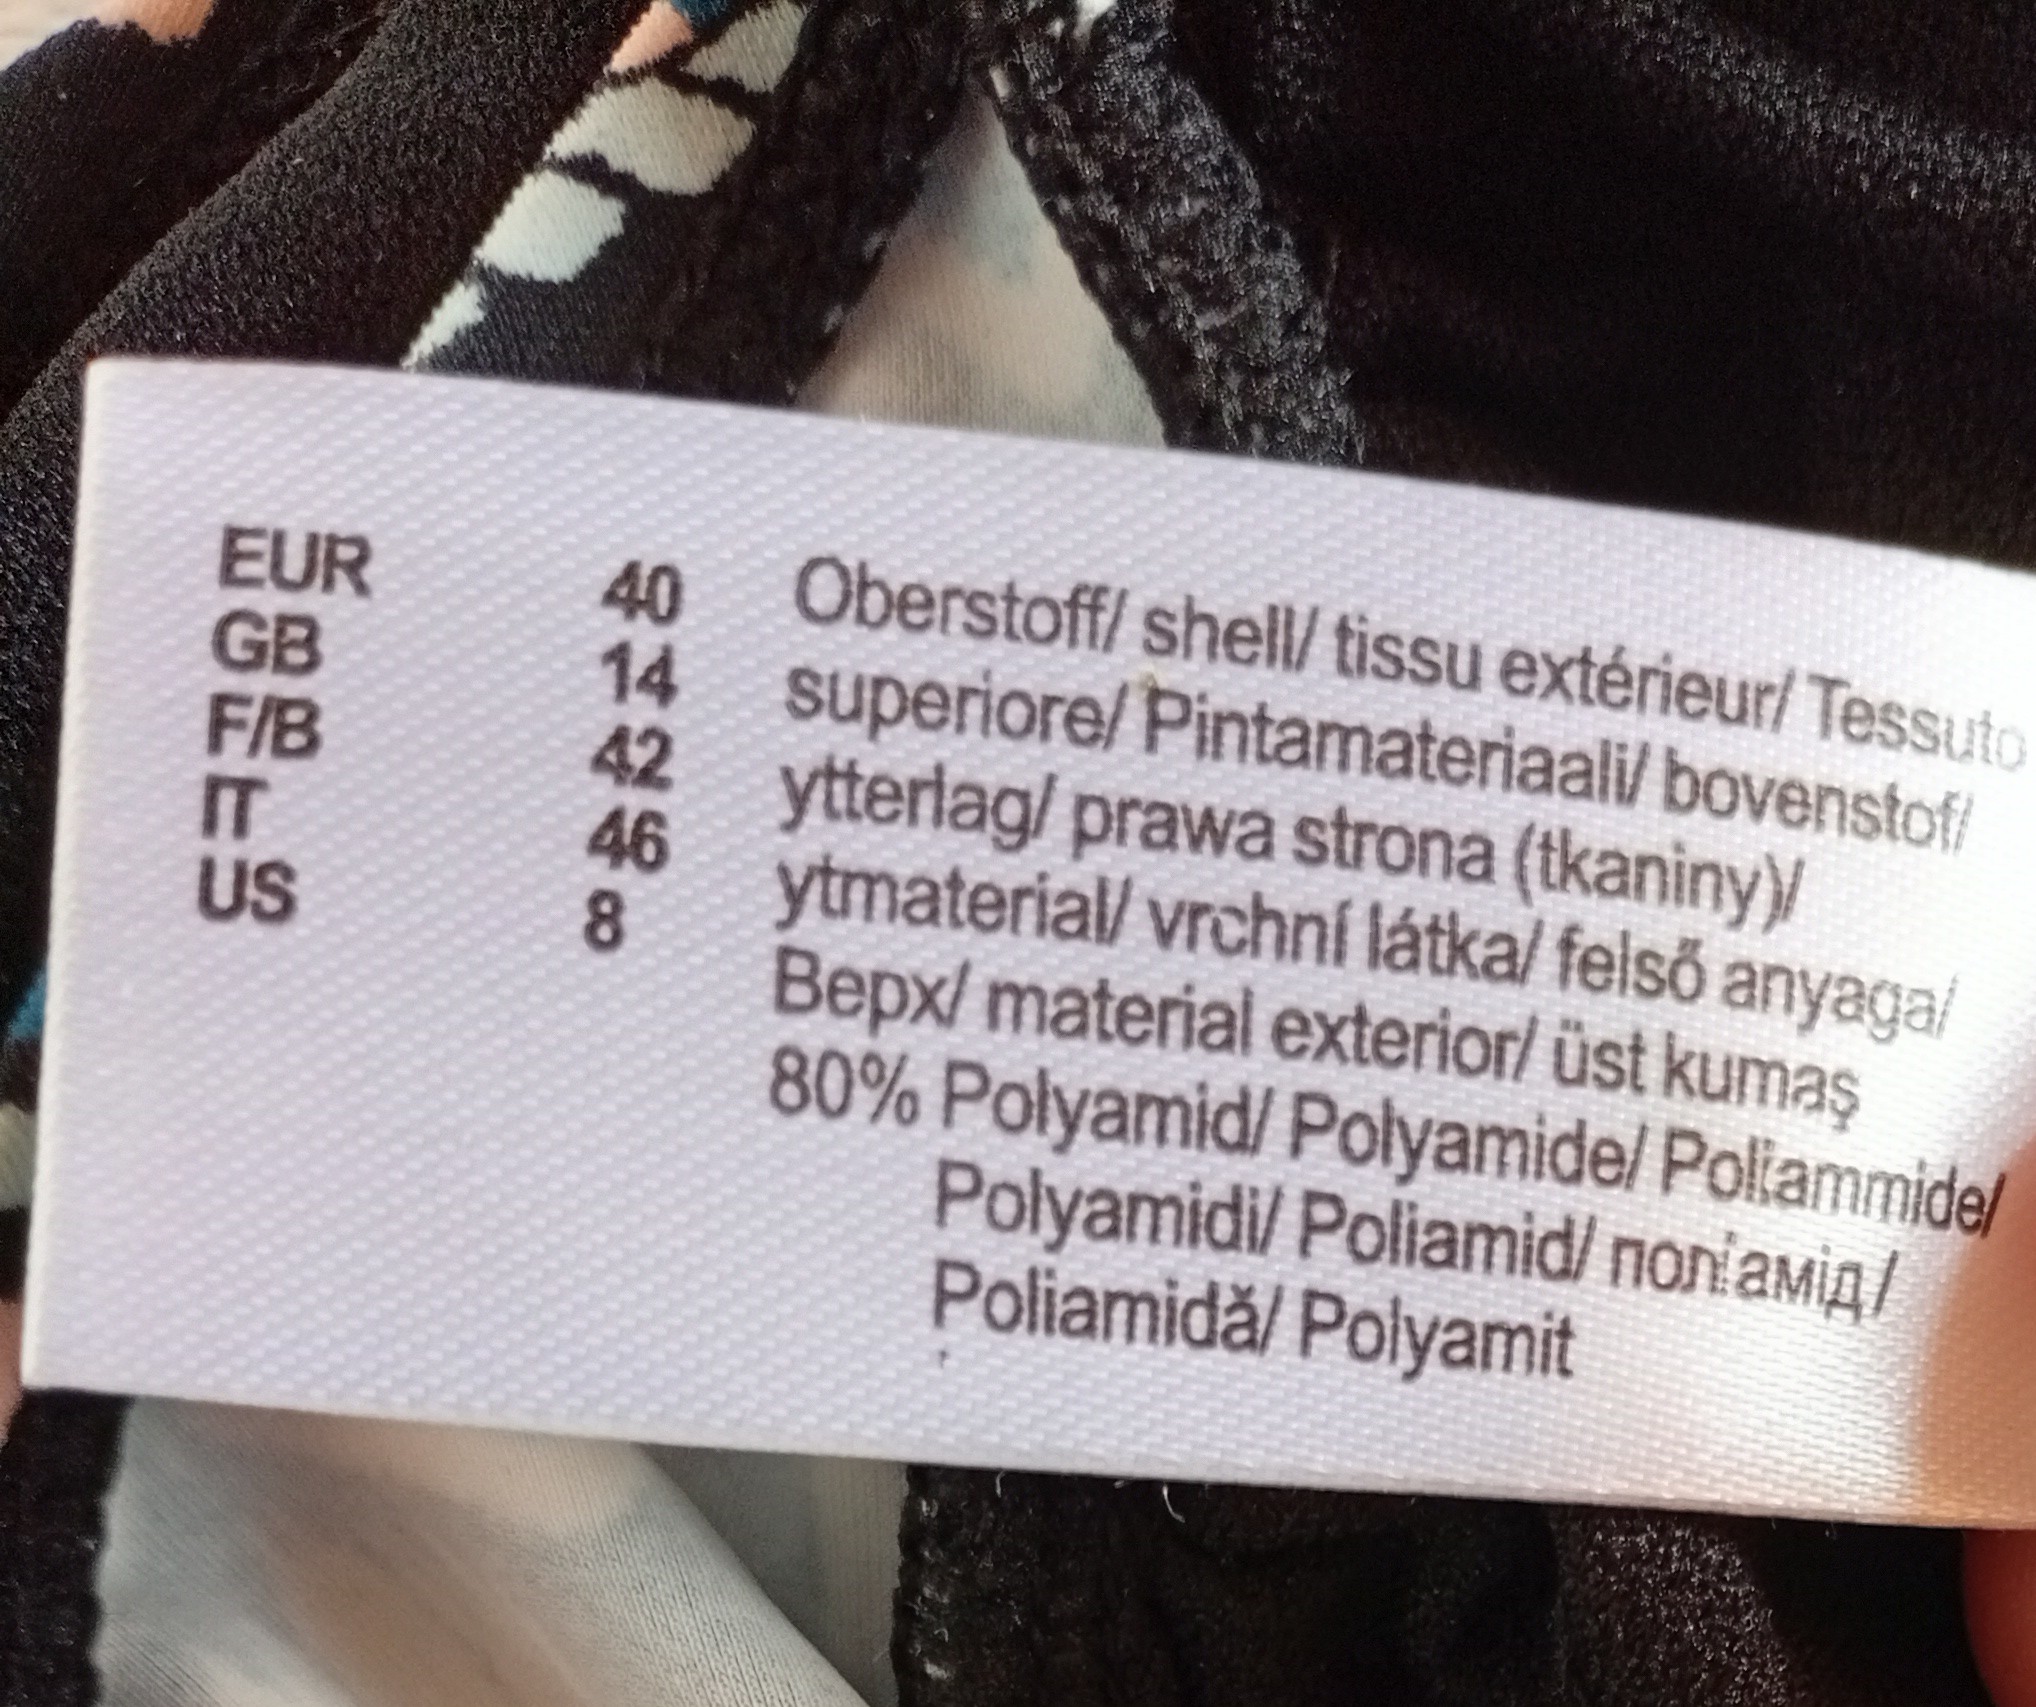 EUR 40
GB 14
F/B 42
IT 46
US 8
Oberstoff/ shell/ tissu extérieur/ Tessuto
superiore/ Pintamateriaali/ bovenstof/
ytterlag/ prawa strona (tkaniny)/
ytmaterial/ vrchní látka/ felső anyaga/
Верх/ material exterior/ üst kumaş
80% Polyamid/ Polyamide/ Poliammide/
Polyamidi/ Poliamid/ поліамід/
Poliamidă/ Polyamit